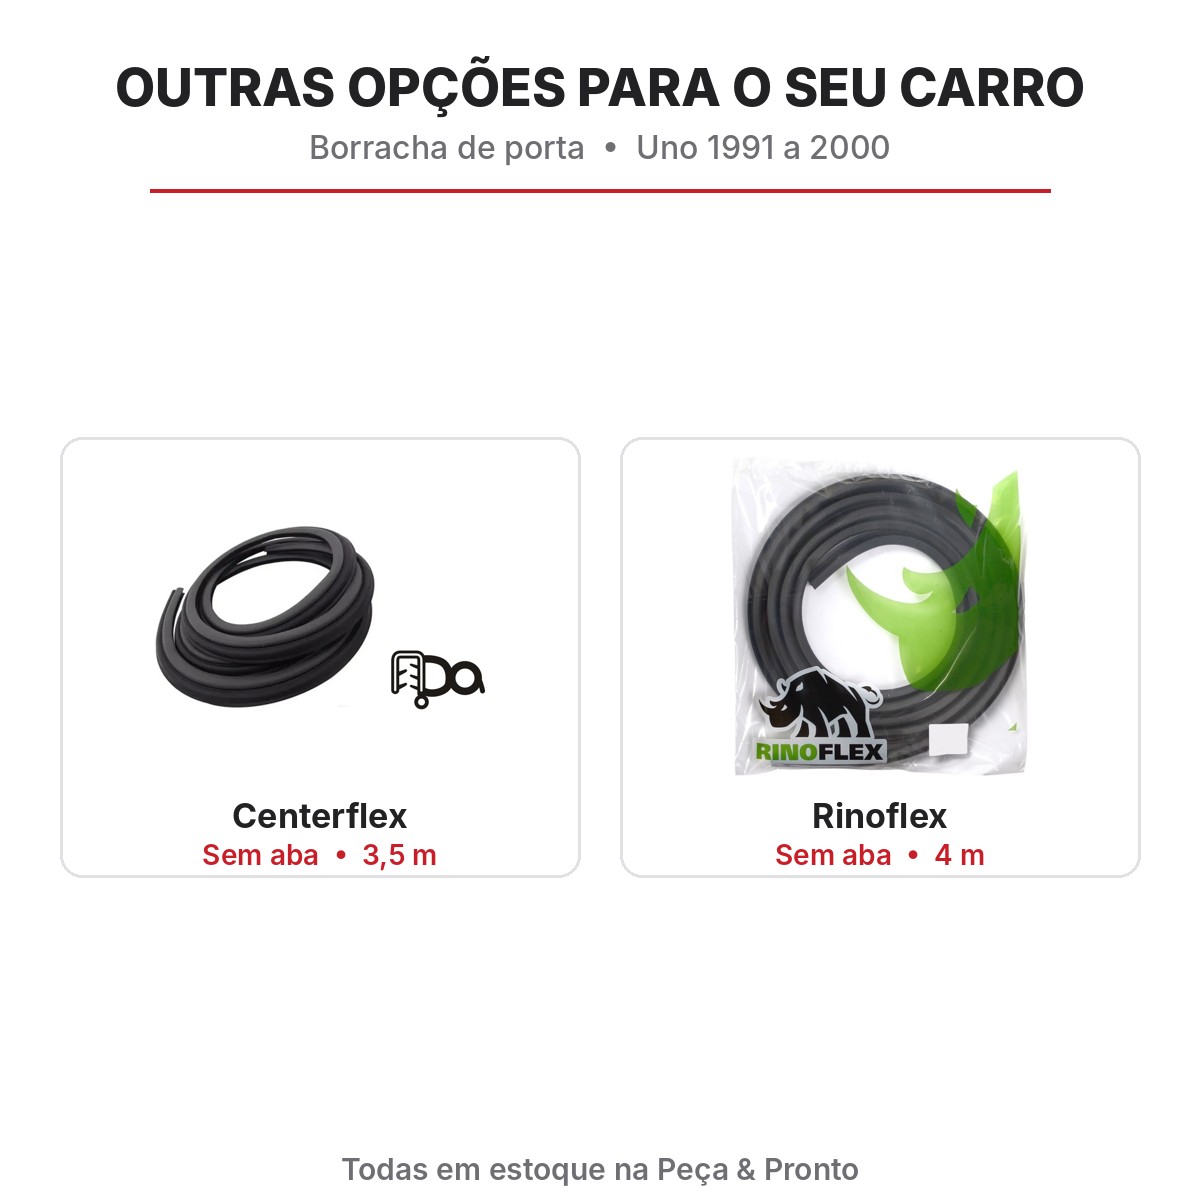 OUTRAS OPÇÕES PARA O SEU CARRO
Borracha de porta • Uno 1991 a 2000
RINOFLEX
Centerflex
Sem aba • 3,5 m
Rinoflex
Sem aba • 4 m
Todas em estoque na Peça & Pronto